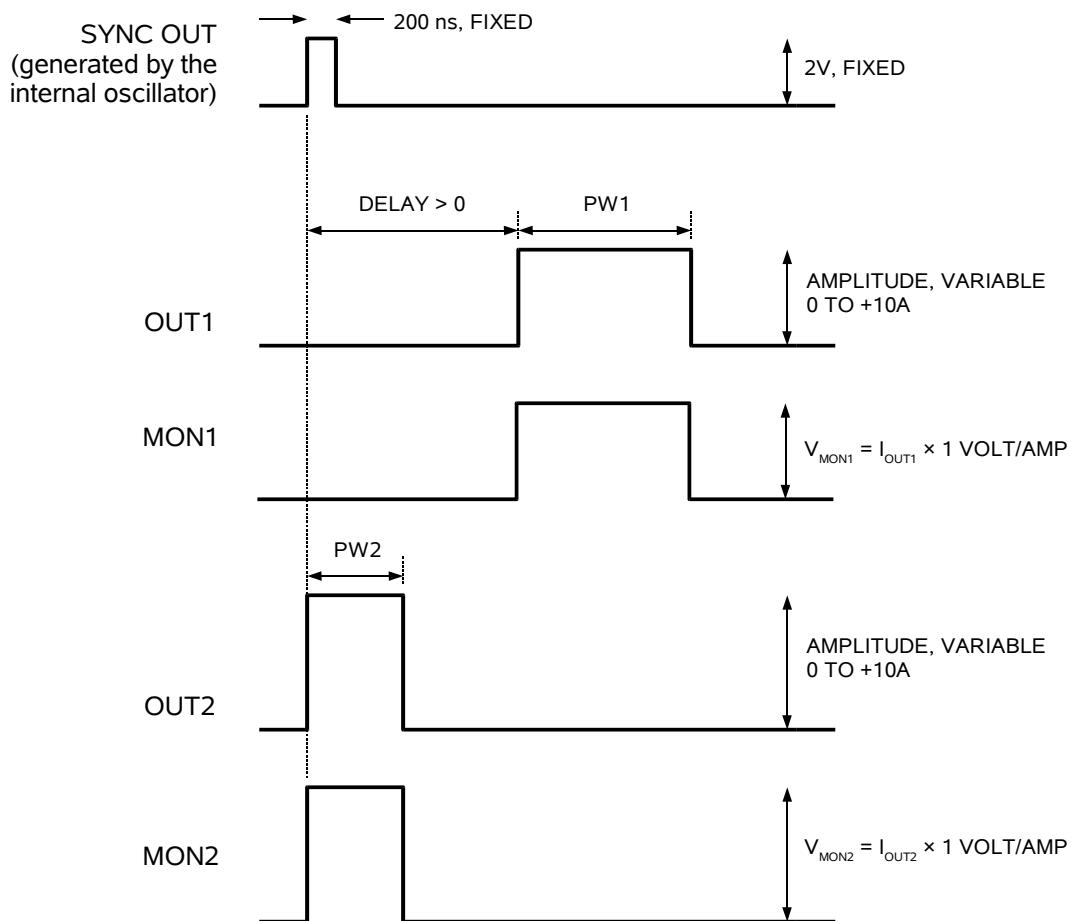 200 ns, FIXED
SYNC OUT
(generated by the
internal oscillator)
2V, FIXED
DELAY > 0
PW1
AMPLITUDE, VARIABLE
0 TO +10A
OUT1
MON1
V_MON1 = I_OUT1 × 1 VOLT/AMP
PW2
AMPLITUDE, VARIABLE
0 TO +10A
OUT2
MON2
V_MON2 = I_OUT2 × 1 VOLT/AMP